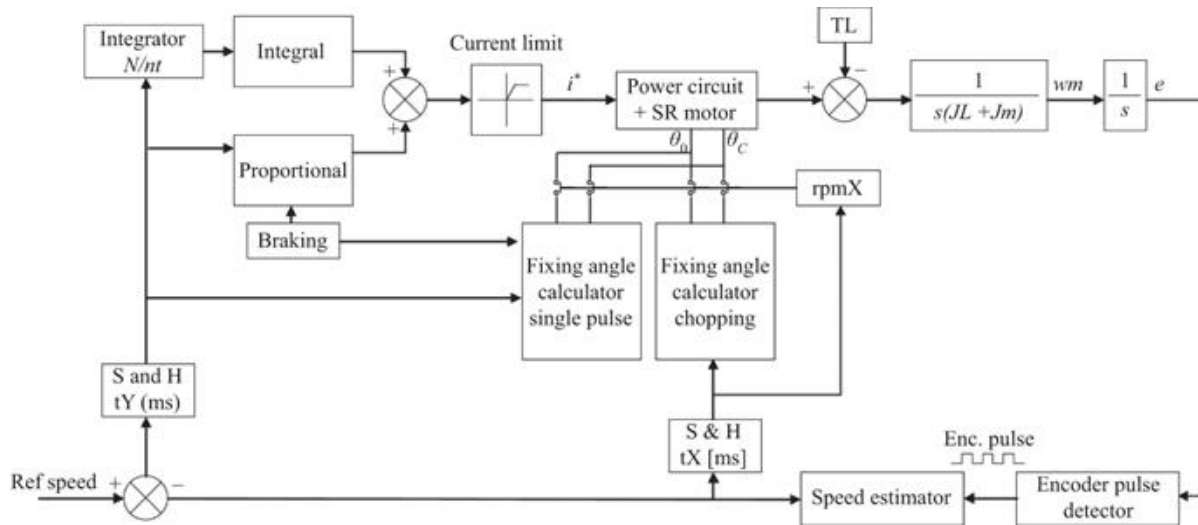 TL
Integrator
N/nt
Integral
Current limit
+
+
i*
Power circuit
+ SR motor
+
−
1
s(JL +Jm)
wm
1
s
e
θ0
θC
Proportional
rpmX
Braking
Fixing angle
calculator
single pulse
Fixing angle
calculator
chopping
S and H
tY (ms)
S & H
tX [ms]
Enc. pulse
Ref speed
+
−
Speed estimator
Encoder pulse
detector